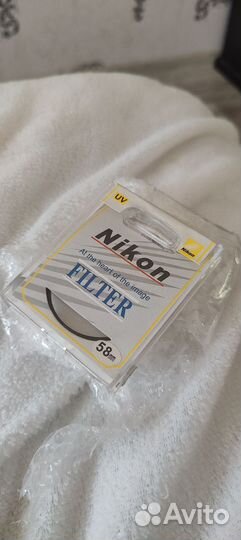 UV
Nikon
Nikon
At the heart of the image
FILTER
58mm
Avito